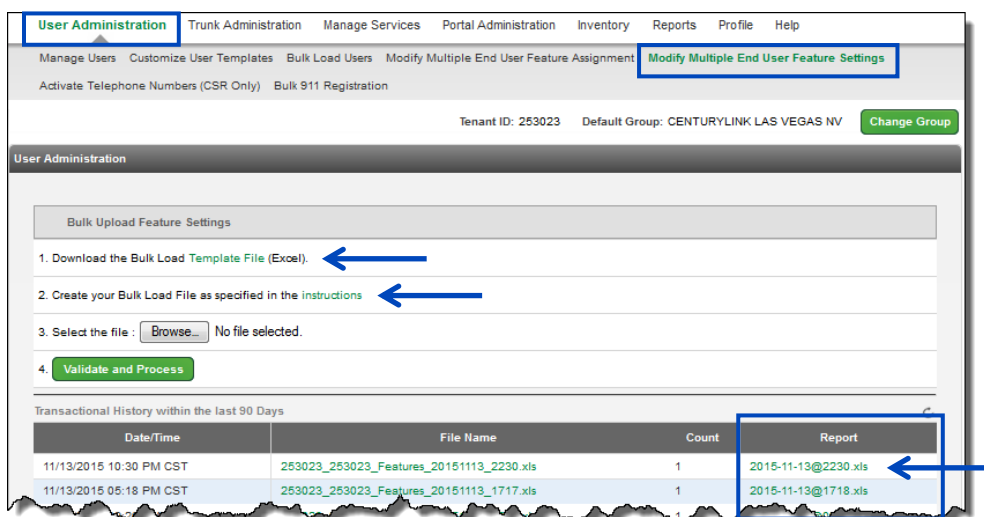 User Administration Trunk Administration Manage Services Portal Administration Inventory Reports Profile Help
Manage Users Customize User Templates Bulk Load Users Modify Multiple End User Feature Assignment Modify Multiple End User Feature Settings
Activate Telephone Numbers (CSR Only) Bulk 911 Registration
Tenant ID: 253023 Default Group: CENTURYLINK LAS VEGAS NV Change Group
User Administration
Bulk Upload Feature Settings
1. Download the Bulk Load Template File (Excel).
2. Create your Bulk Load File as specified in the instructions
3. Select the file : Browse... No file selected.
4. Validate and Process
Transactional History within the last 90 Days
Date/Time File Name Count Report
11/13/2015 10:30 PM CST 253023_253023_Features_20151113_2230.xls 1 2015-11-13@2230.xls
11/13/2015 05:18 PM CST 253023_253023_Features_20151113_1717.xls 1 2015-11-13@1718.xls